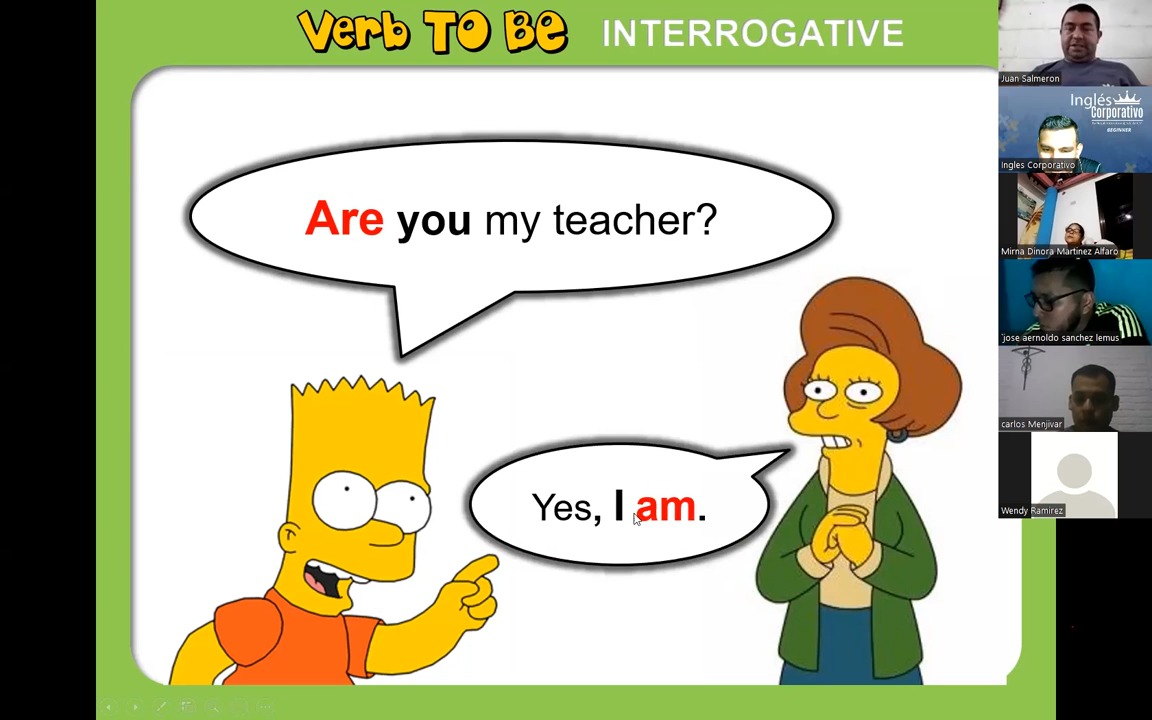 Verb TO BE INTERROGATIVE
Are you my teacher?
Yes, I am.
Juan Salmeron
Inglés
Corporativo
BEGINNER
Ingles Corporativo
Mirna Dinora Martinez Alfaro
jose aernoldo sanchez lemus
carlos Menjivar
Wendy Ramirez